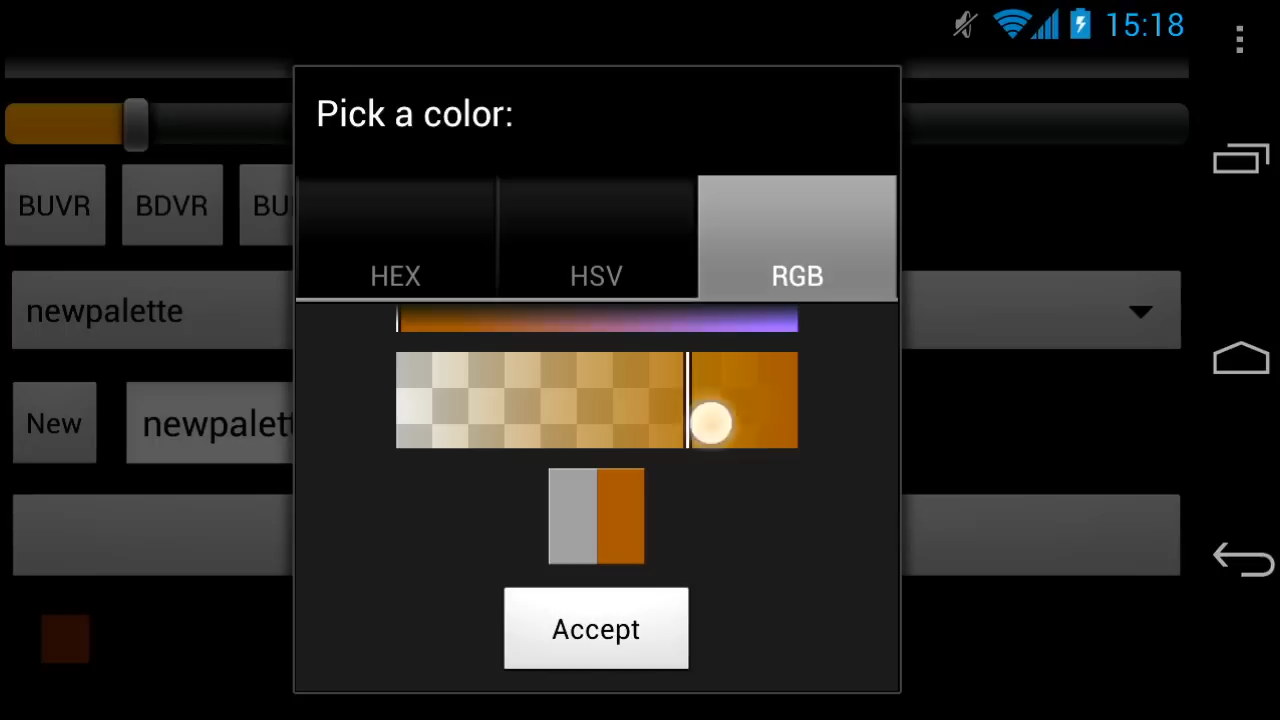 15:18
Pick a color:
BUVR BDVR BU
HEX HSV RGB
newpalette
New newpalett
Accept